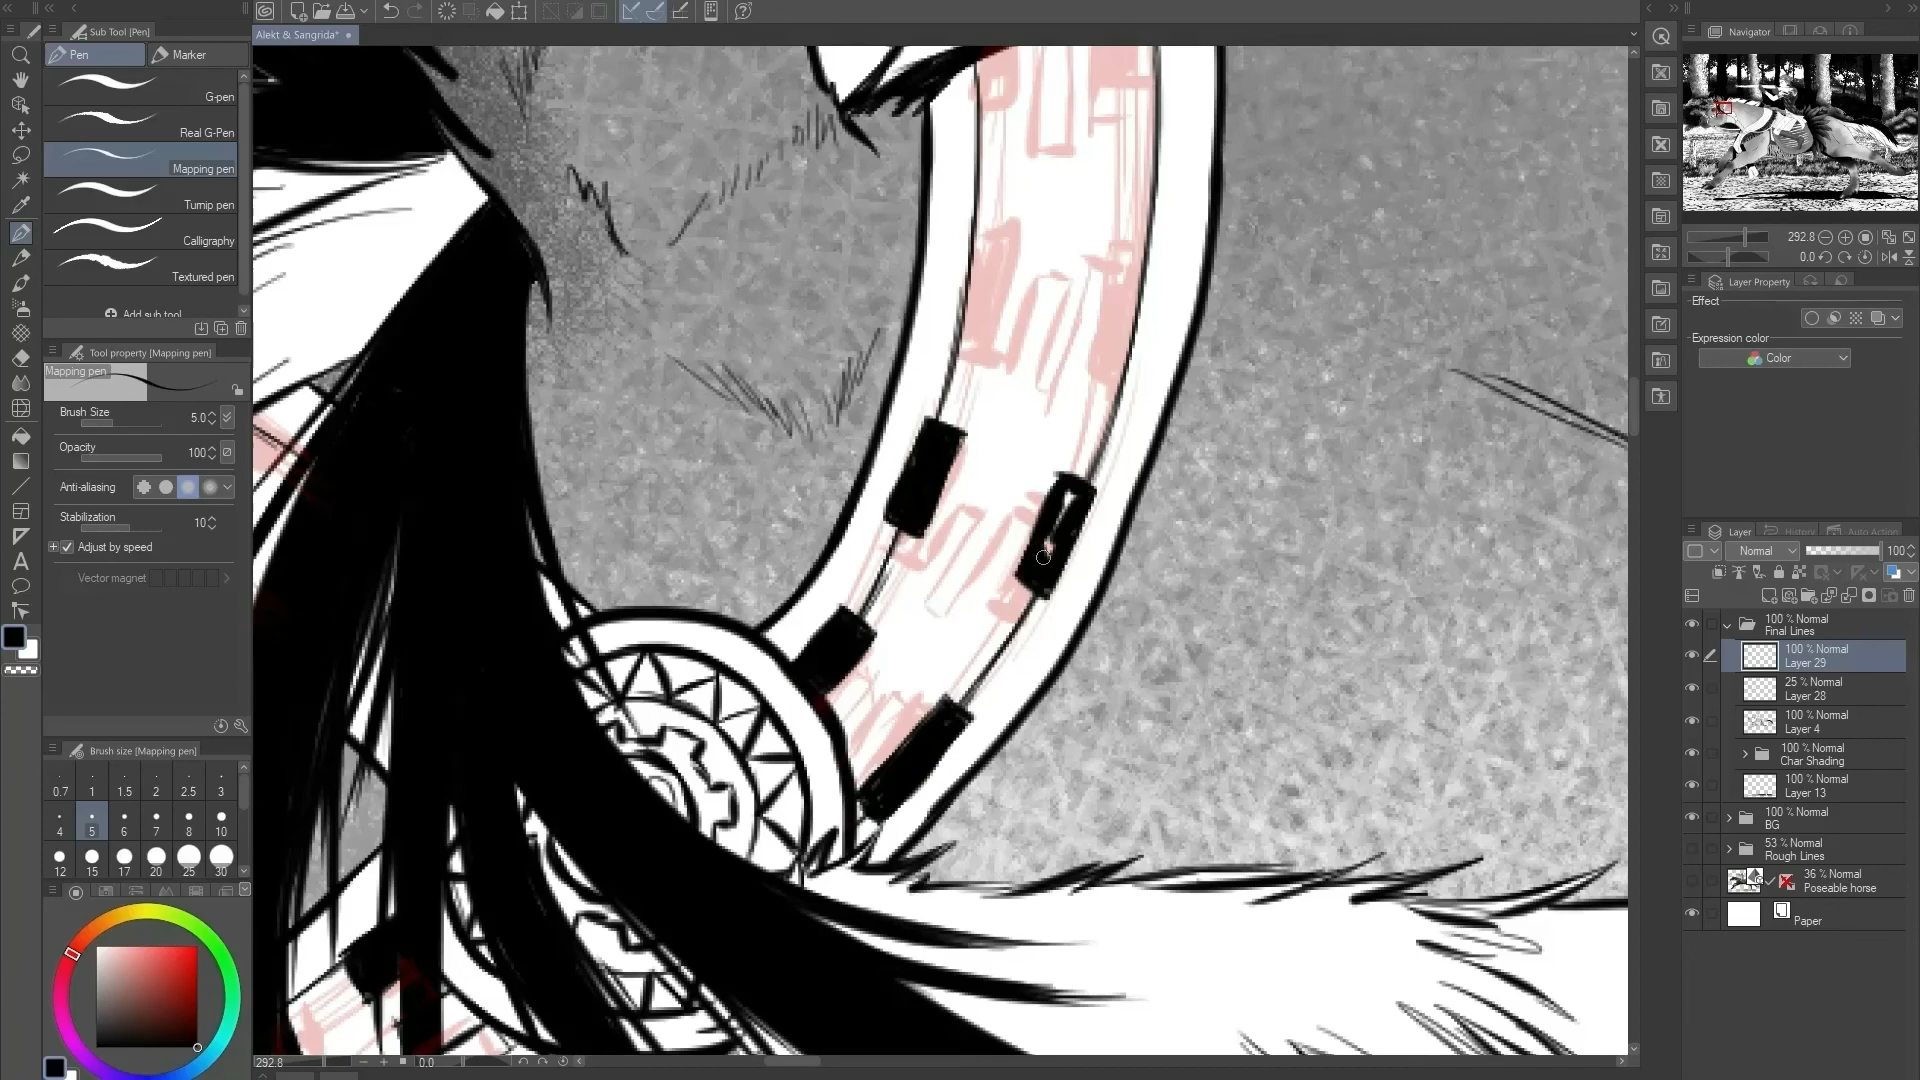 Sub Tool [Pen]
Pen
Marker
G-pen
Real G-Pen
Mapping pen
Turnip pen
Calligraphy
Textured pen
Add sub tool
Tool property [Mapping pen]
Mapping pen
Brush Size
5.0
Opacity
100
Anti-aliasing
Stabilization
10
Adjust by speed
Vector magnet
Brush size [Mapping pen]
0.7 1 1.5 2 2.5 3
4 5 6 7 8 10
12 15 17 20 25 30
Alekt & Sangrida*
292.8
0.0
Navigator
292.8
0.0
Layer Property
Effect
Expression color
Color
Layer
History
Auto Action
Normal
100
100 % Normal
Final Lines
100 % Normal
Layer 29
25 % Normal
Layer 28
100 % Normal
Layer 4
100 % Normal
Char Shading
100 % Normal
Layer 13
100 % Normal
BG
53 % Normal
Rough Lines
36 % Normal
Poseable horse
Paper